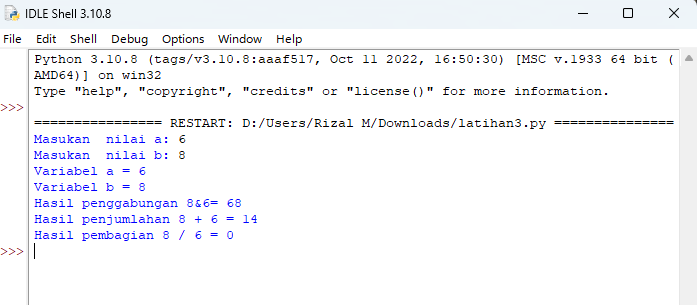 IDLE Shell 3.10.8
File Edit Shell Debug Options Window Help
Python 3.10.8 (tags/v3.10.8:aaaf517, Oct 11 2022, 16:50:30) [MSC v.1933 64 bit (
AMD64)] on win32
Type "help", "copyright", "credits" or "license()" for more information.
>>>
================ RESTART: D:/Users/Rizal M/Downloads/latihan3.py ===============
Masukan  nilai a: 6
Masukan  nilai b: 8
Variabel a = 6
Variabel b = 8
Hasil penggabungan 8&6= 68
Hasil penjumlahan 8 + 6 = 14
Hasil pembagian 8 / 6 = 0
>>>